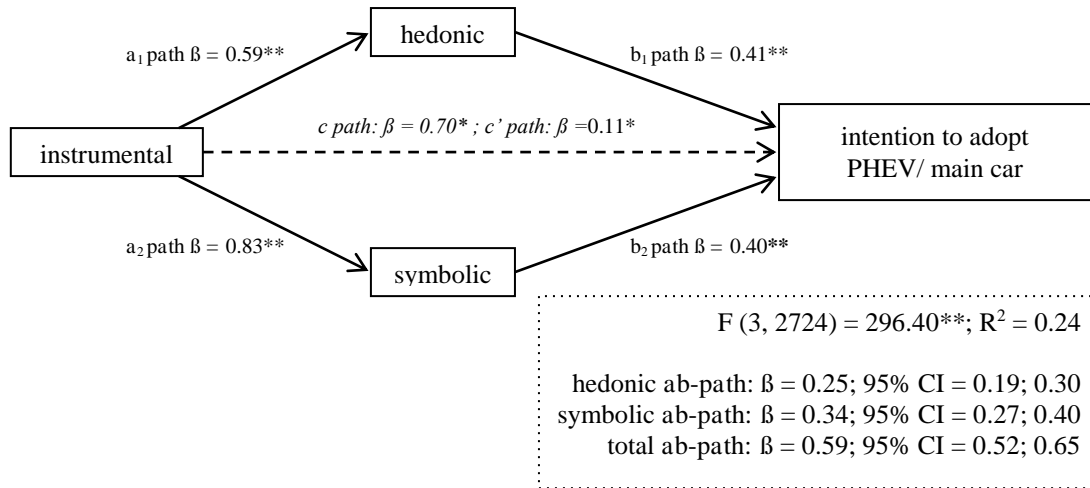 hedonic
a₁ path ß = 0.59**
b₁ path ß = 0.41**
c path: β = 0.70* ; c’ path: β =0.11*
instrumental
intention to adopt
PHEV/ main car
a₂ path ß = 0.83**
b₂ path ß = 0.40**
symbolic
F (3, 2724) = 296.40**; R² = 0.24
hedonic ab-path: ß = 0.25; 95% CI = 0.19; 0.30
symbolic ab-path: ß = 0.34; 95% CI = 0.27; 0.40
total ab-path: ß = 0.59; 95% CI = 0.52; 0.65